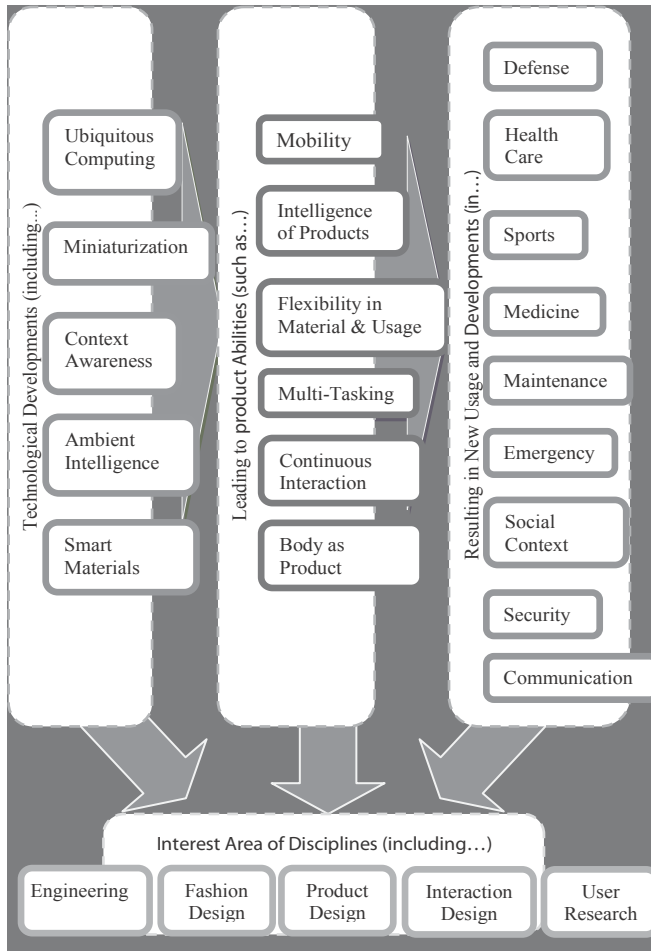 Technological Developments (including...)
Ubiquitous
Computing
Miniaturization
Context
Awareness
Ambient
Intelligence
Smart
Materials
Leading to product Abilities (such as…)
Mobility
Intelligence
of Products
Flexibility in
Material & Usage
Multi-Tasking
Continuous
Interaction
Body as
Product
Resulting in New Usage and Developments (in…)
Defense
Health
Care
Sports
Medicine
Maintenance
Emergency
Social
Context
Security
Communication
Interest Area of Disciplines (including…)
Engineering
Fashion
Design
Product
Design
Interaction
Design
User
Research